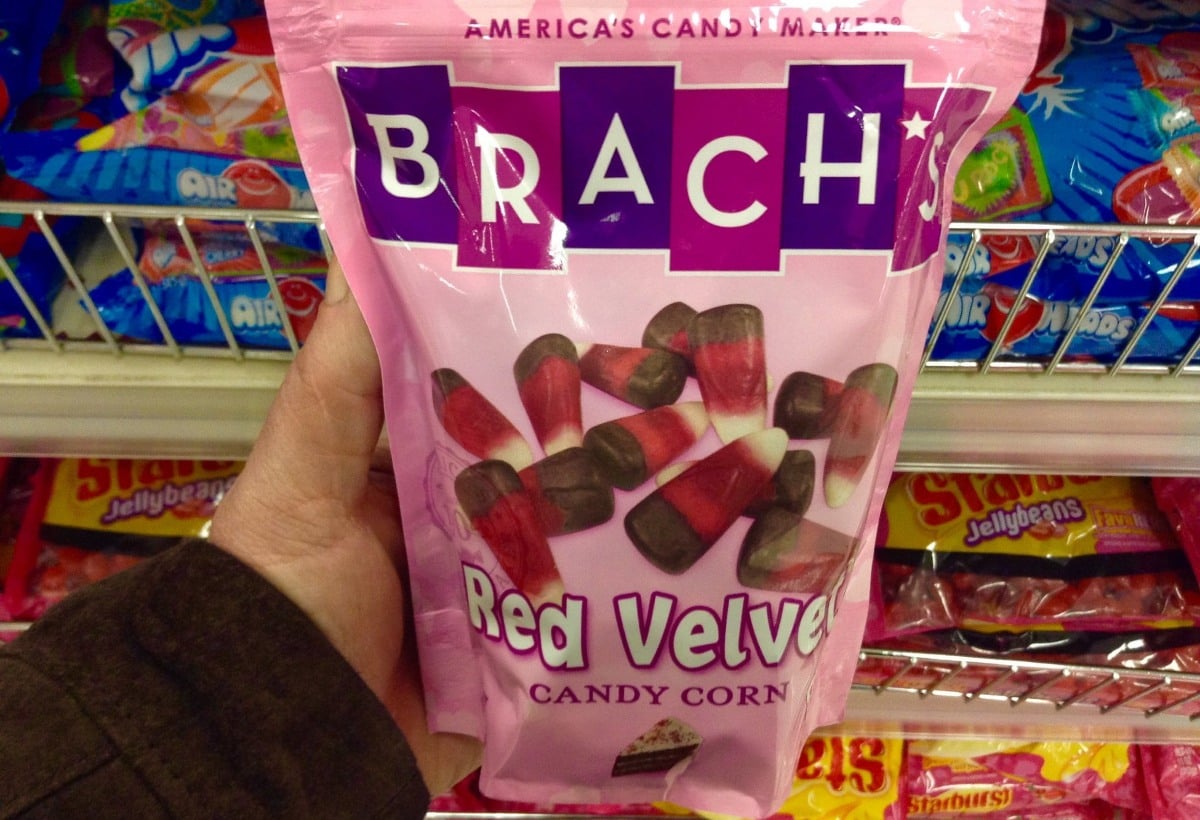 AMERICA'S CANDY MAKER®
BRACH'S
Red Velvet
CANDY CORN
AIR HEADS
AIR
AIR HEADS
Starburst
Jellybeans
Starburst
Jellybeans
Starburst